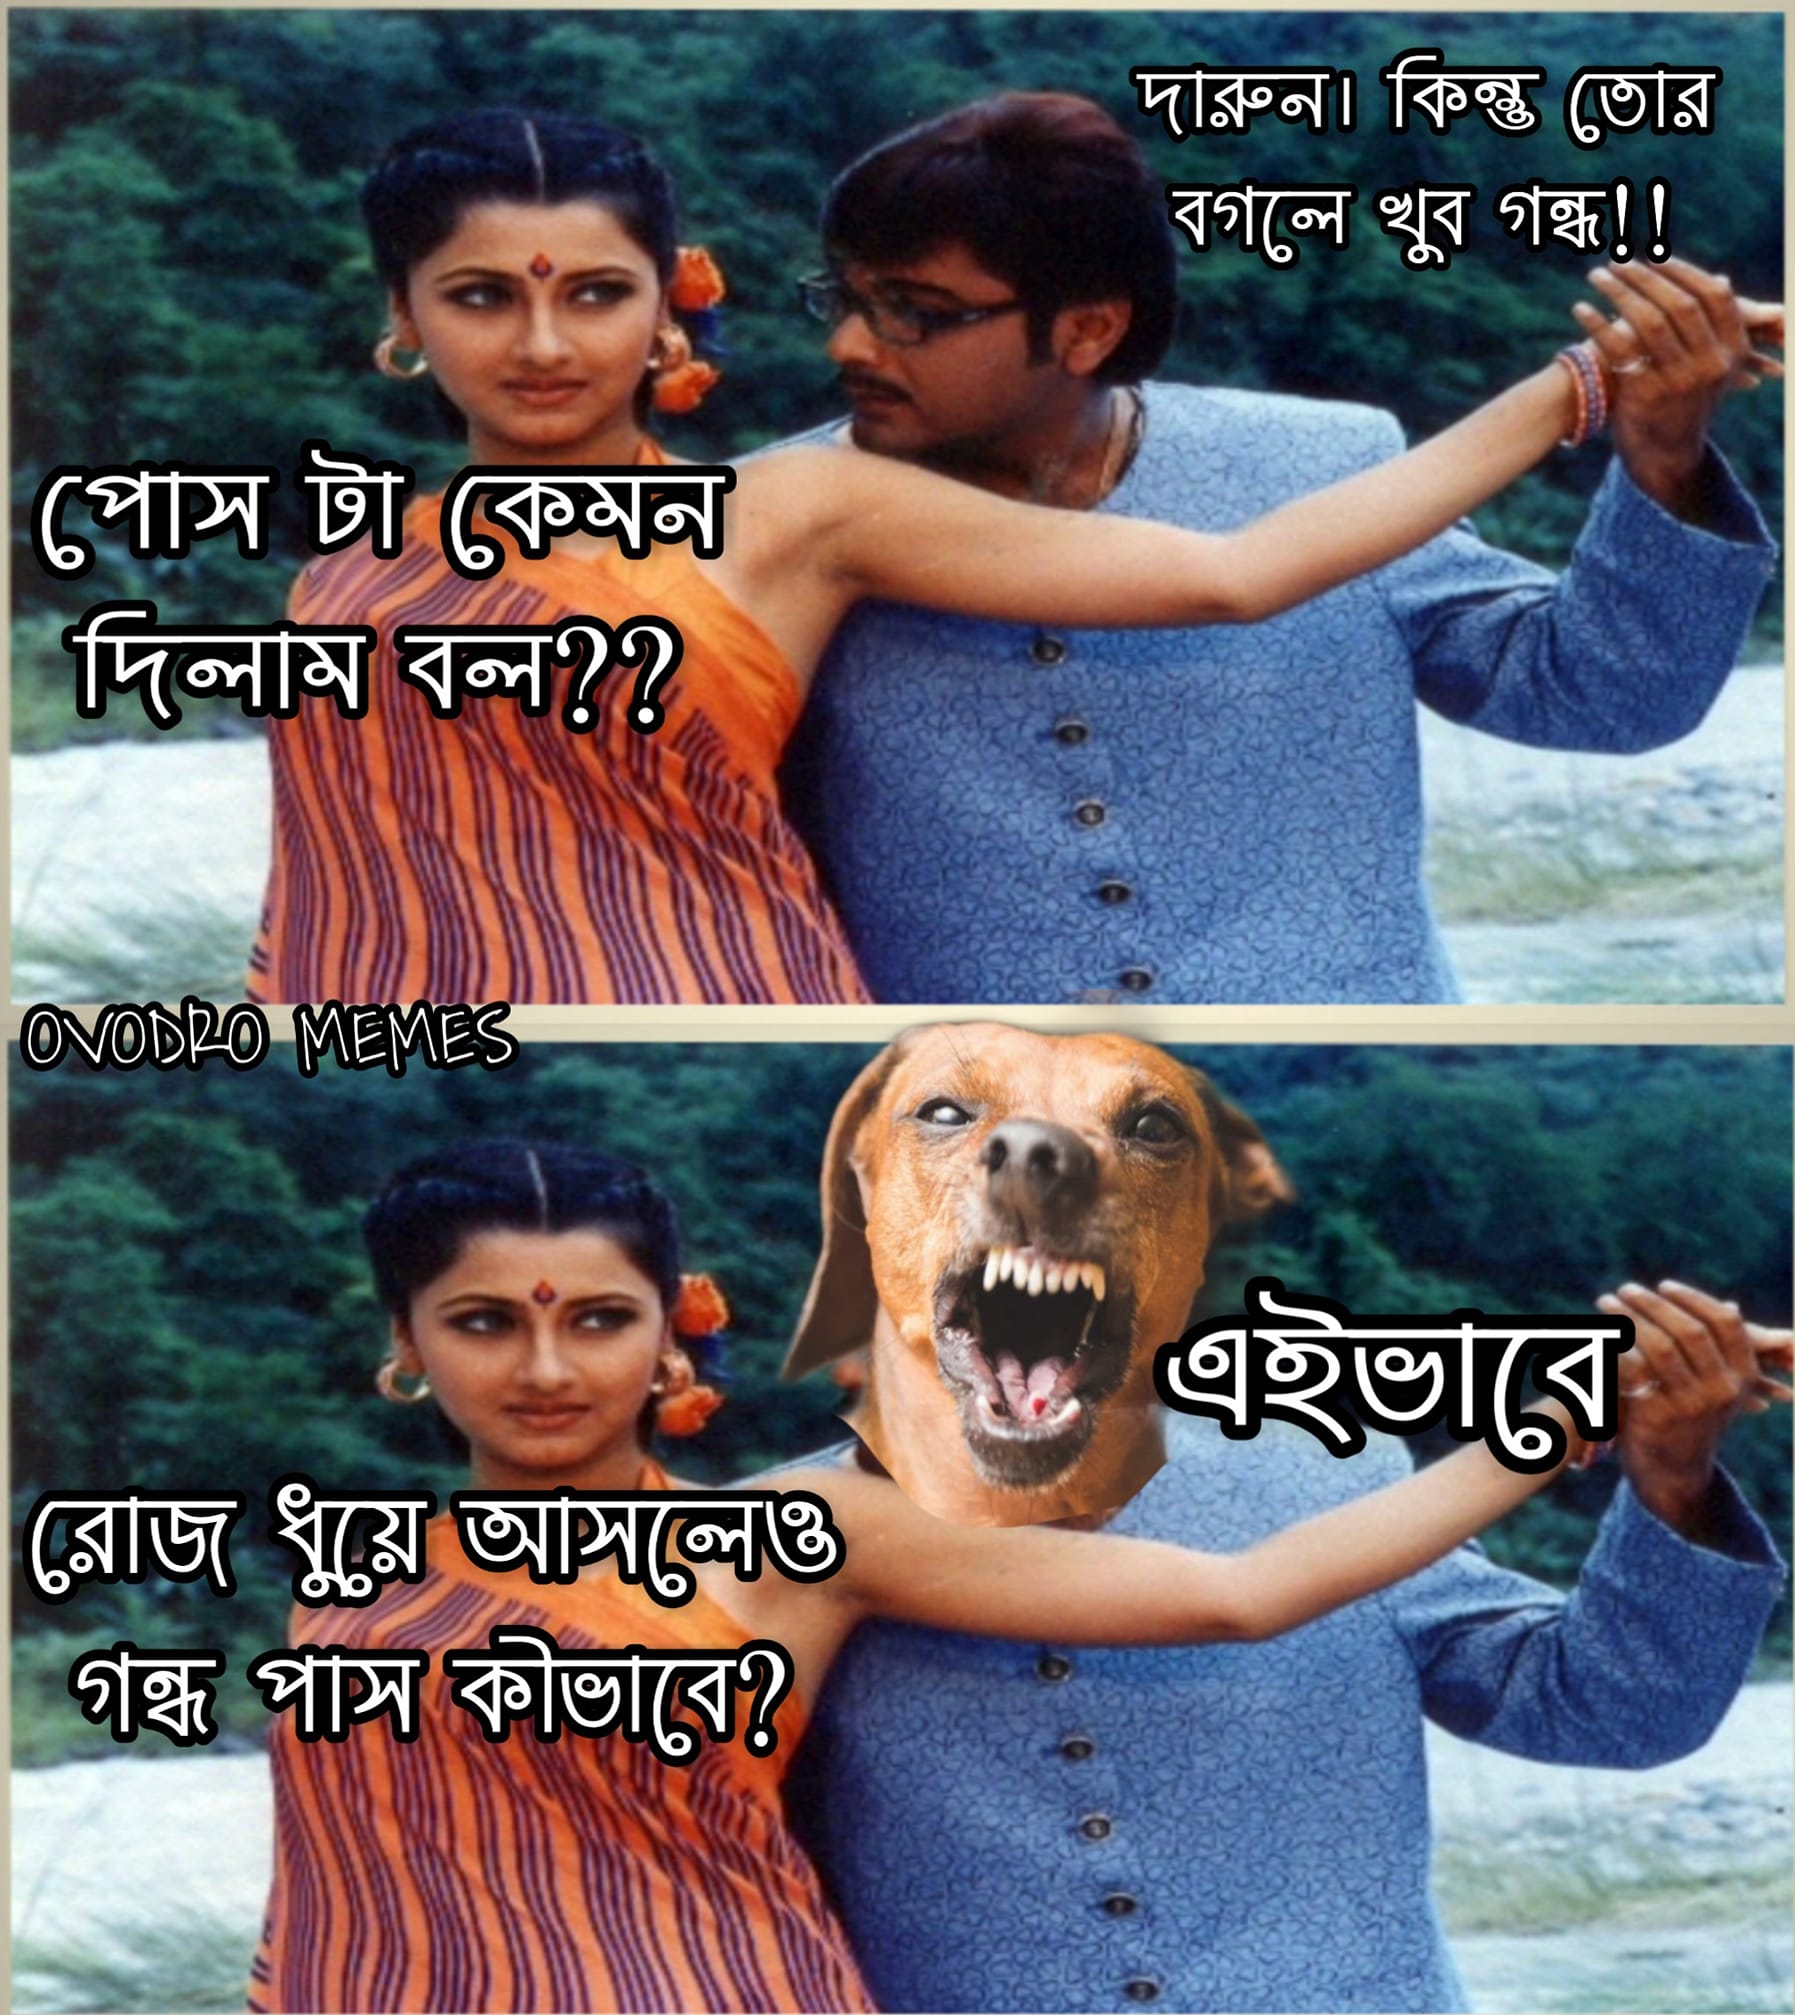 দারুন। কিন্তু তোর
বগলে খুব গন্ধ!!
পোস টা কেমন
দিলাম বল??
OVODRO MEMES
এইভাবে
রোজ ধুয়ে আসলেও
গন্ধ পাস কীভাবে?